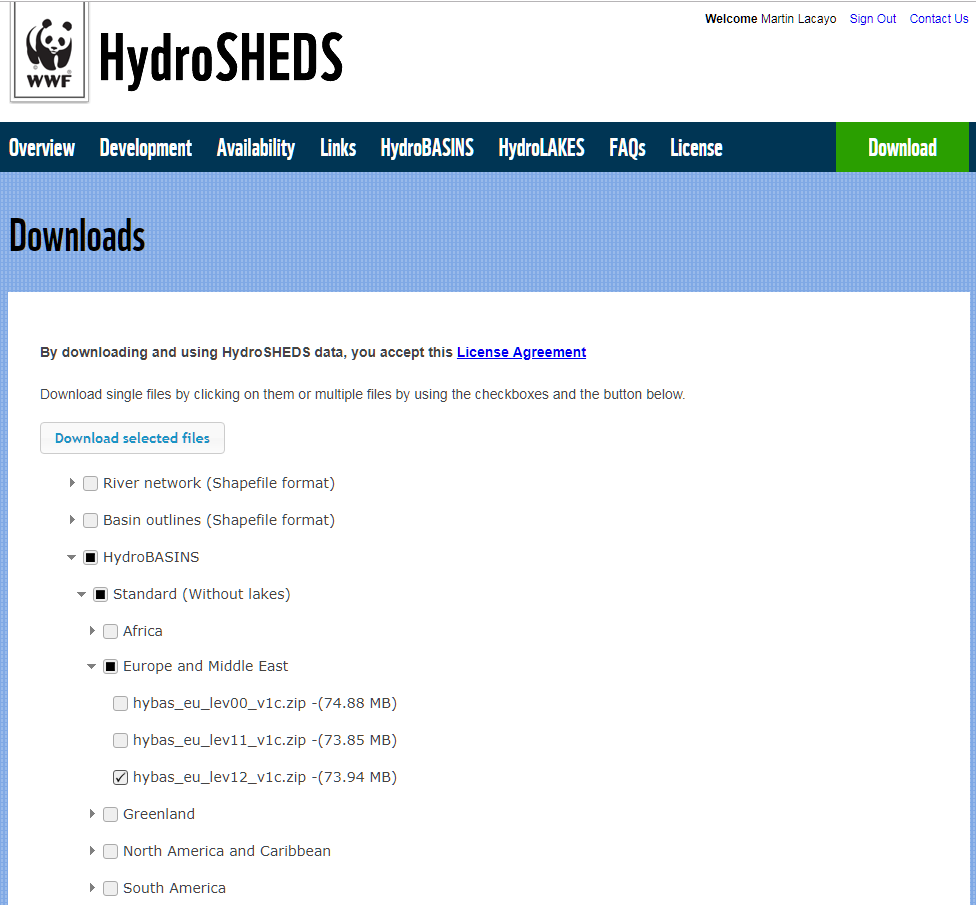 Welcome Martin Lacayo Sign Out Contact Us
WWF
HydroSHEDS
Overview Development Availability Links HydroBASINS HydroLAKES FAQs License Download
Downloads
By downloading and using HydroSHEDS data, you accept this License Agreement
Download single files by clicking on them or multiple files by using the checkboxes and the button below.
Download selected files
River network (Shapefile format)
Basin outlines (Shapefile format)
HydroBASINS
Standard (Without lakes)
Africa
Europe and Middle East
hybas_eu_lev00_v1c.zip -(74.88 MB)
hybas_eu_lev11_v1c.zip -(73.85 MB)
hybas_eu_lev12_v1c.zip -(73.94 MB)
Greenland
North America and Caribbean
South America